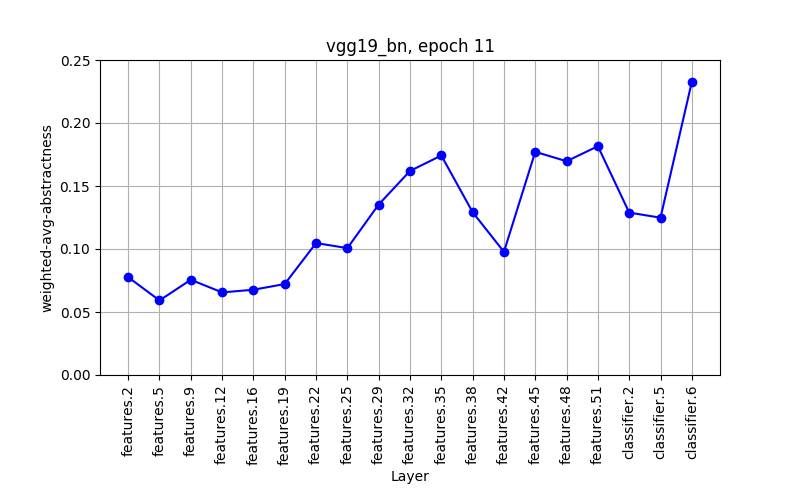 vgg19_bn, epoch 11
0.25
0.20
0.15
0.10
0.05
0.00
weighted-avg-abstractness
features.2
features.5
features.9
features.12
features.16
features.19
features.22
features.25
features.29
features.32
features.35
features.38
features.42
features.45
features.48
features.51
classifier.2
classifier.5
classifier.6
Layer